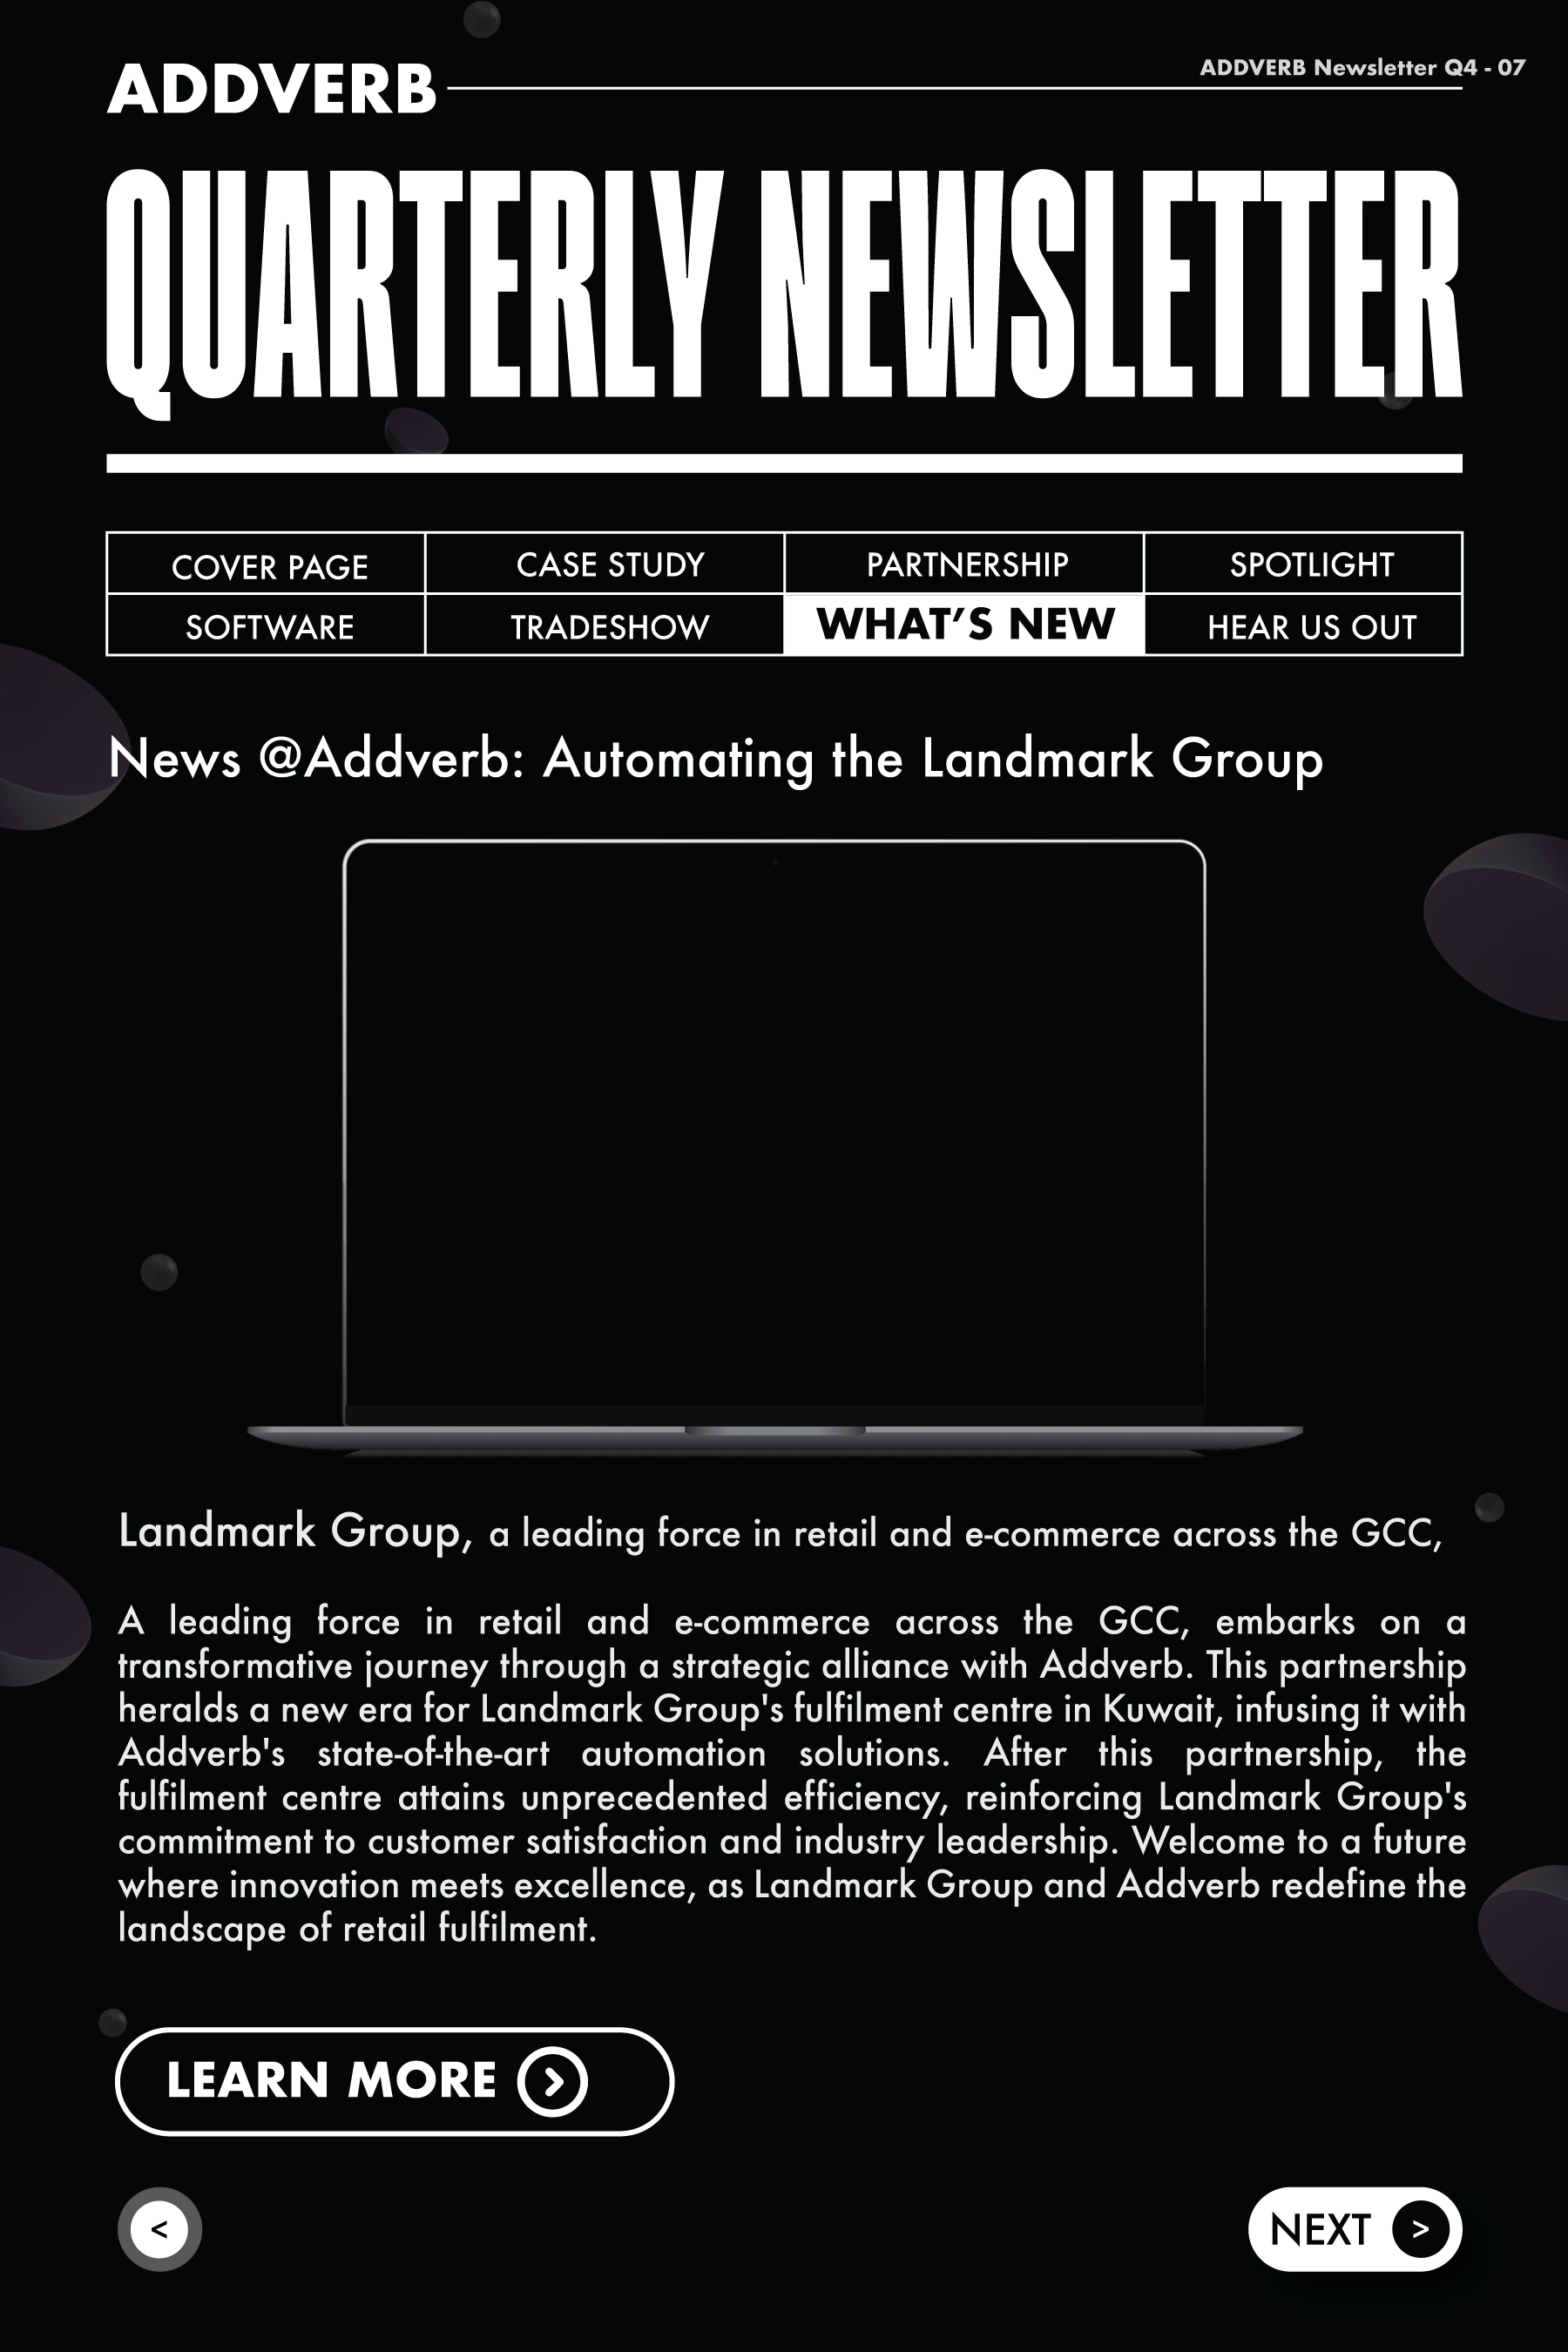 ADDVERB
ADDVERB Newsletter Q4 - 07
QUARTERLY NEWSLETTER
COVER PAGE CASE STUDY PARTNERSHIP SPOTLIGHT
SOFTWARE TRADESHOW WHAT’S NEW HEAR US OUT
News @Addverb: Automating the Landmark Group
Landmark Group, a leading force in retail and e-commerce across the GCC,
A leading force in retail and e-commerce across the GCC, embarks on a
transformative journey through a strategic alliance with Addverb. This partnership
heralds a new era for Landmark Group's fulfilment centre in Kuwait, infusing it with
Addverb's state-of-the-art automation solutions. After this partnership, the
fulfilment centre attains unprecedented efficiency, reinforcing Landmark Group's
commitment to customer satisfaction and industry leadership. Welcome to a future
where innovation meets excellence, as Landmark Group and Addverb redefine the
landscape of retail fulfilment.
LEARN MORE >
< NEXT >